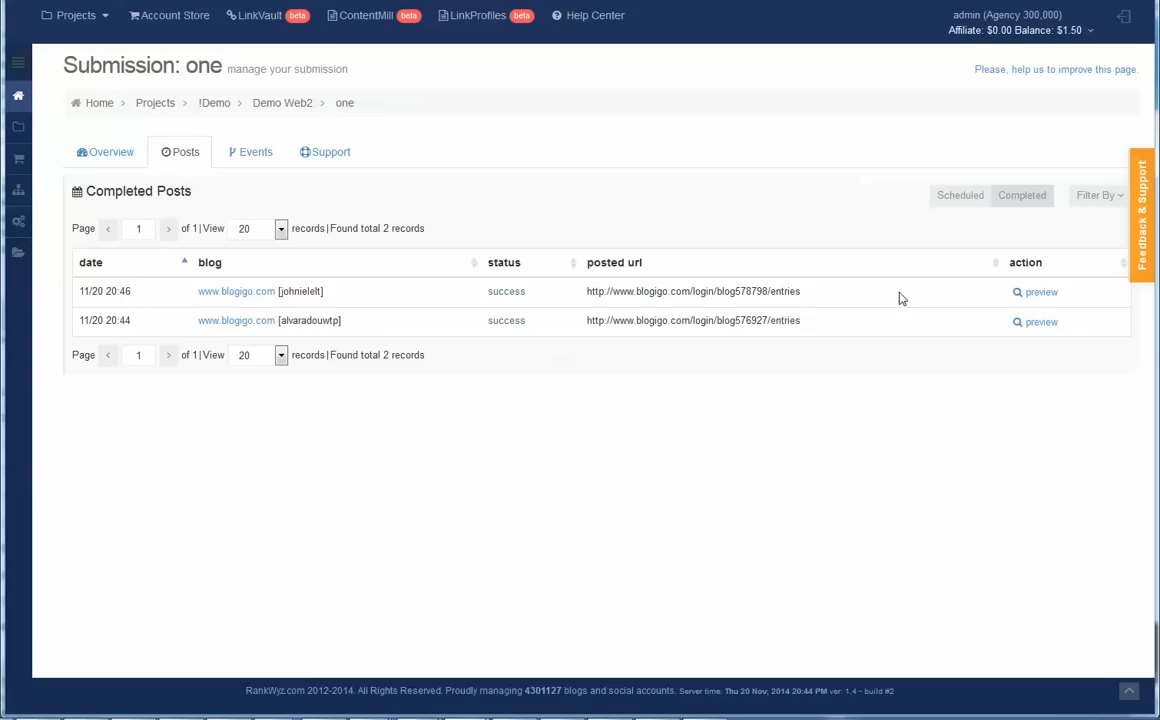 Projects Account Store LinkVault beta ContentMill beta LinkProfiles beta Help Center admin (Agency 300,000)
Affiliate: $0.00 Balance: $1.50
Submission: one manage your submission Please, help us to improve this page.
Home > Projects > !Demo > Demo Web2 > one
Overview Posts Events Support
Feedback & Support
Completed Posts Scheduled Completed Filter By
Page < 1 > of 1 | View 20 records | Found total 2 records
date blog status posted url action
11/20 20:46 www.blogigo.com [johnielelt] success http://www.blogigo.com/login/blog578798/entries preview
11/20 20:44 www.blogigo.com [alvaradouwtp] success http://www.blogigo.com/login/blog576927/entries preview
Page < 1 > of 1 | View 20 records | Found total 2 records
RankWyz.com 2012-2014. All Rights Reserved. Proudly managing 4301127 blogs and social accounts. Server time: Thu 20 Nov, 2014 20:44 PM ver: 1.4 - build #2